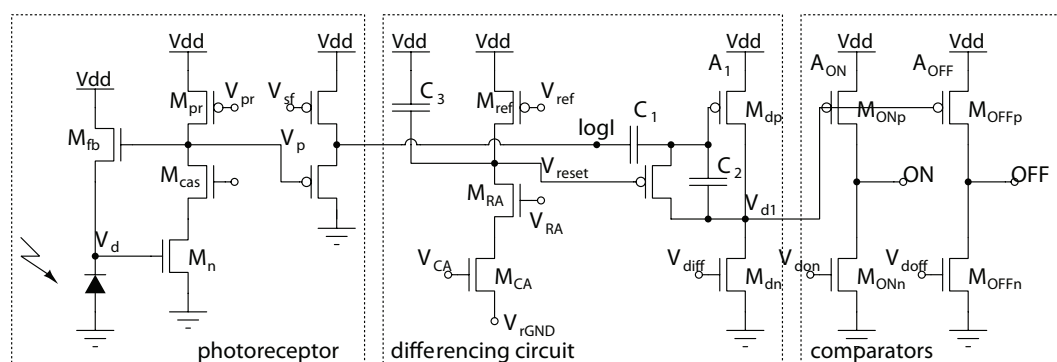 Vdd Vdd Vdd Vdd Vdd Vdd Vdd
Vdd
A1 AON AOFF
Mpr Vpr Vsf C3 Mref Vref C1 Mdp MONp MOFFp
logI
Mfb Vp
Mcas Vreset C2 ON OFF
MRA
Vd1
VRA
Vd Mn VCA MCA Vdiff Mdn Vdon MONn Vdoff MOFFn
VrGND
photoreceptor differencing circuit comparators